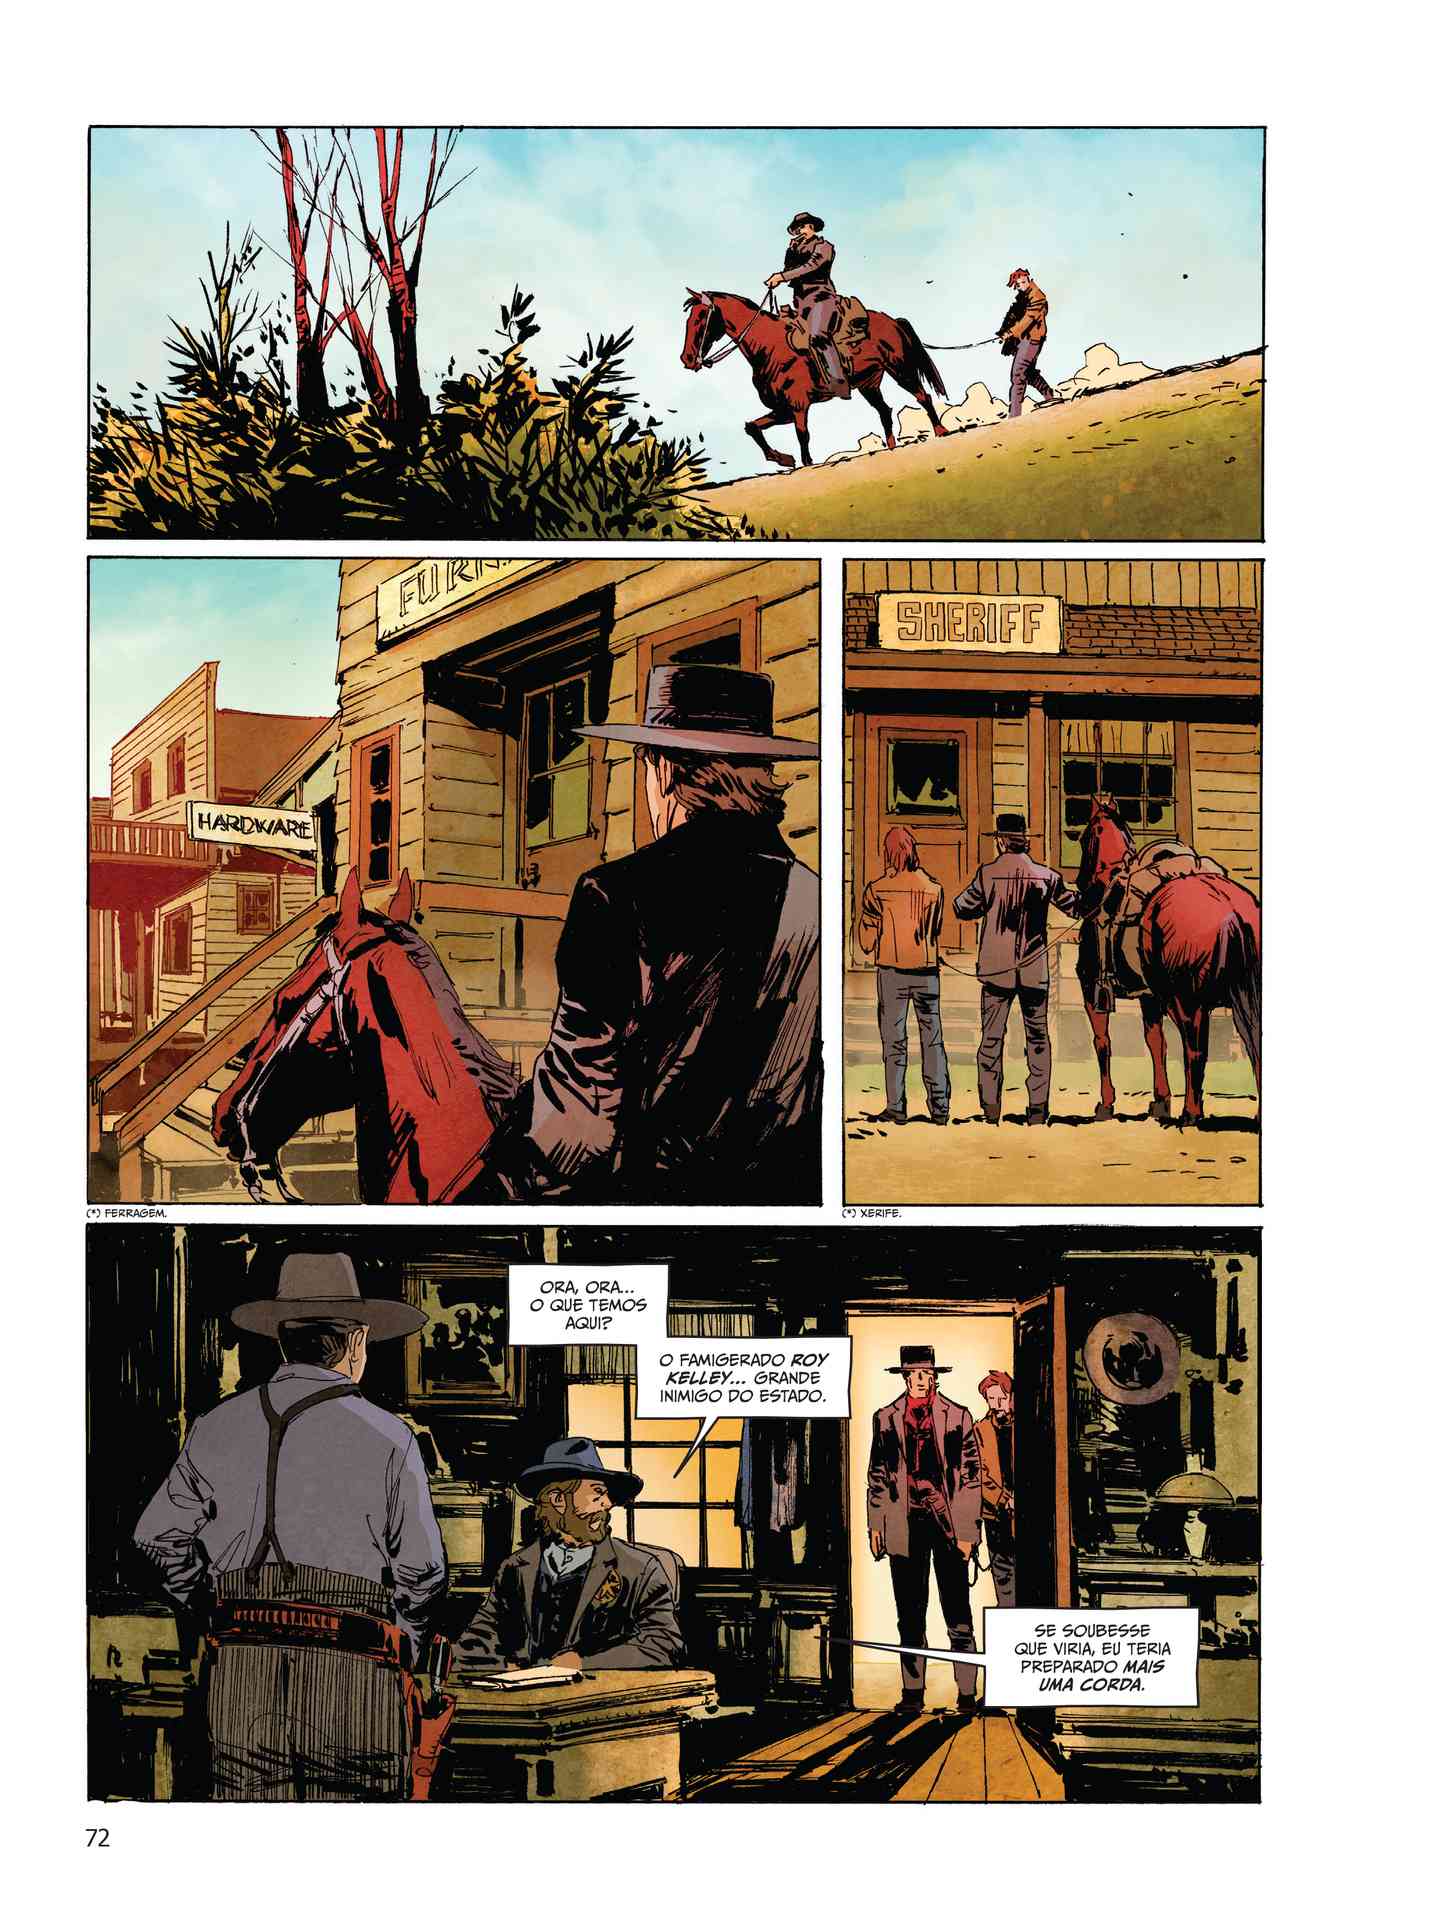 FURN
HARDWARE
SHERIFF
(*) FERRAGEM.
(*) XERIFE.
ORA, ORA...
O QUE TEMOS
AQUI?
O FAMIGERADO ROY
KELLEY... GRANDE
INIMIGO DO ESTADO.
SE SOUBESSE
QUE VIRIA, EU TERIA
PREPARADO MAIS
UMA CORDA.
72